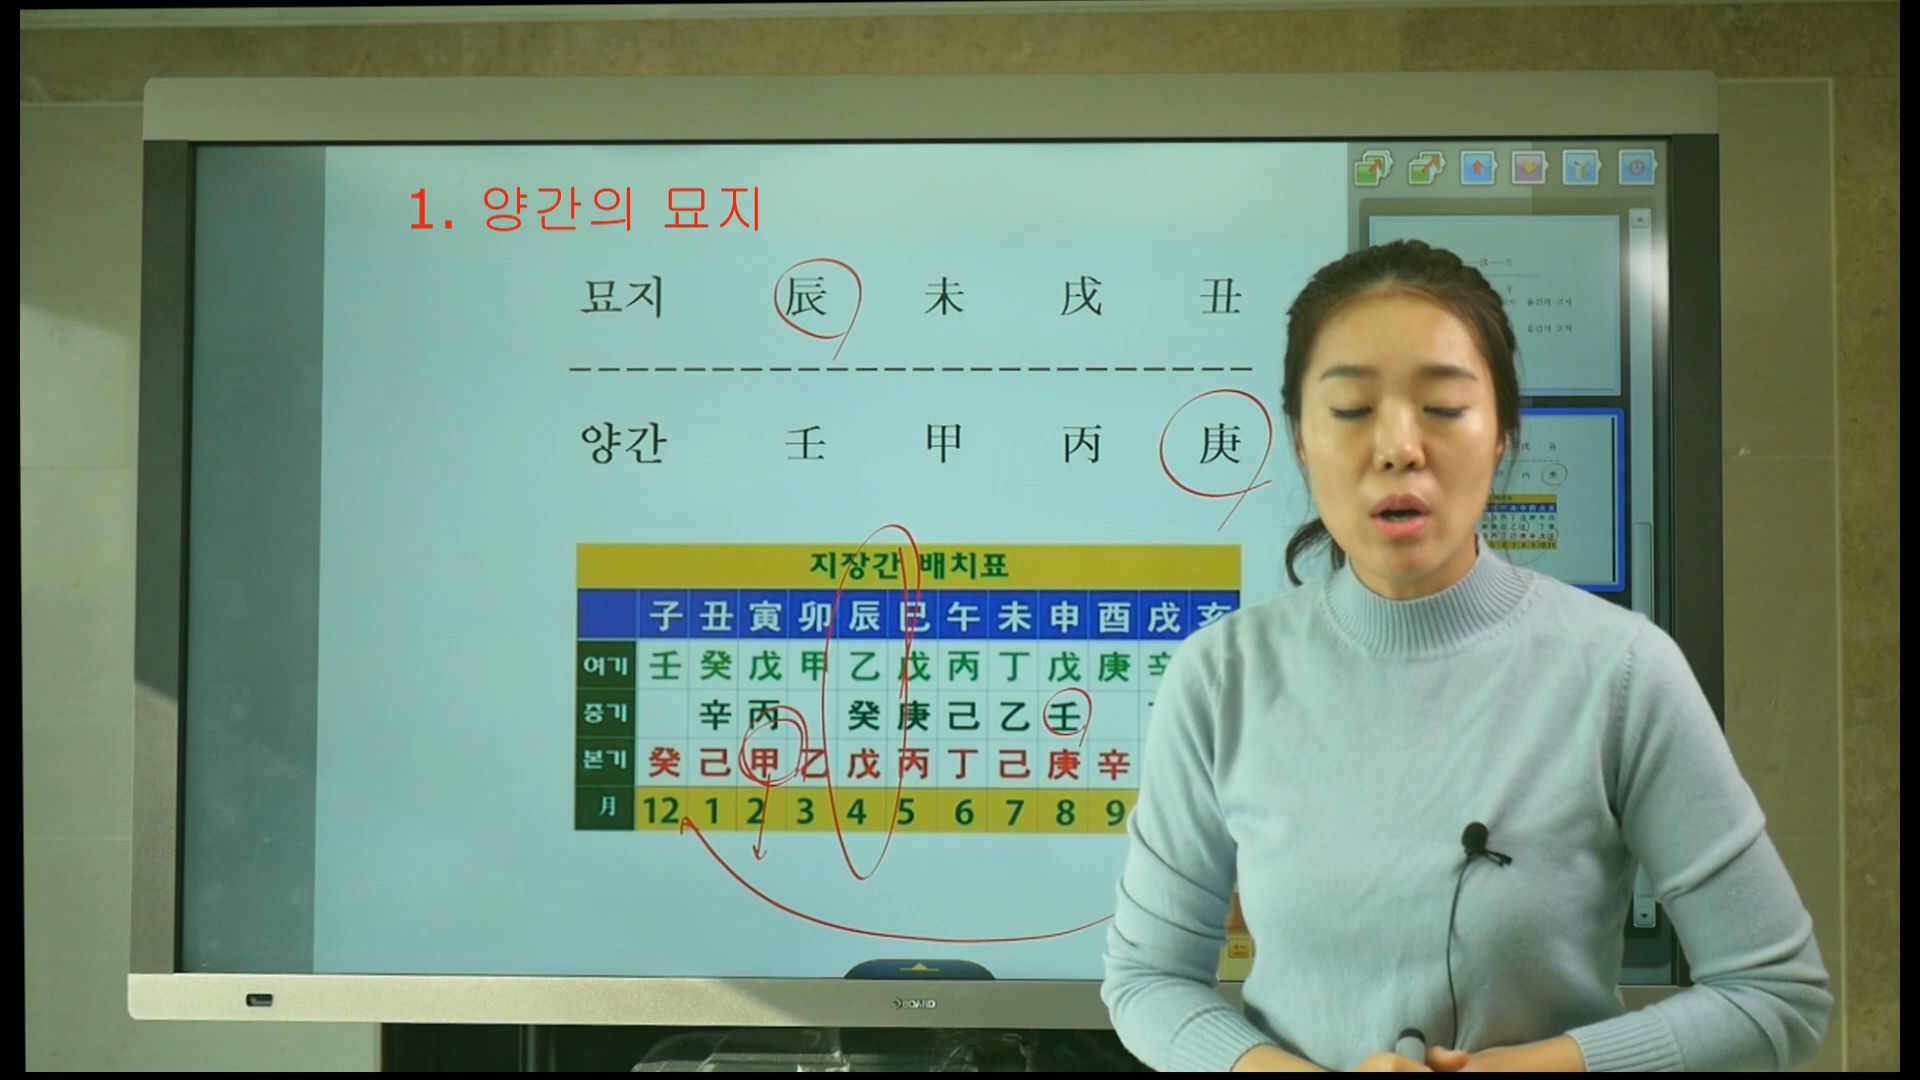 1. 양간의 묘지
묘지 辰 未 戌 丑
양간 壬 甲 丙 庚
지장간 배치표
子 丑 寅 卯 辰 巳 午 未 申 酉 戌 亥
여기 壬 癸 戊 甲 乙 戊 丙 丁 戊 庚 辛
중기 辛 丙 癸 庚 己 乙 壬
본기 癸 己 甲 乙 戊 丙 丁 己 庚 辛
月 12 1 2 3 4 5 6 7 8 9